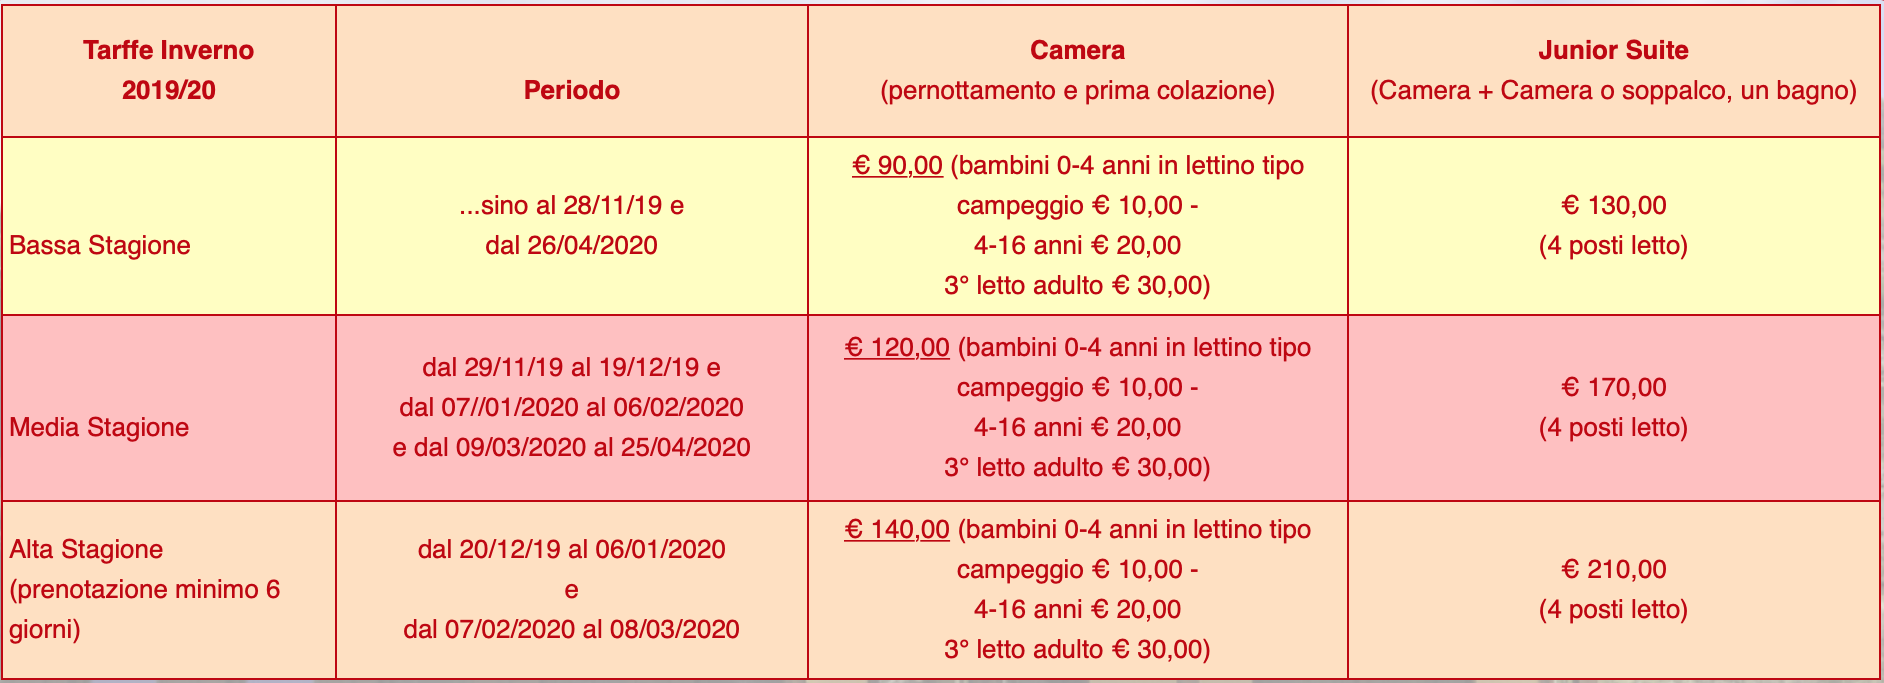 Tarffe Inverno
2019/20
Periodo
Camera
(pernottamento e prima colazione)
Junior Suite
(Camera + Camera o soppalco, un bagno)
Bassa Stagione
...sino al 28/11/19 e
dal 26/04/2020
€ 90,00 (bambini 0-4 anni in lettino tipo
campeggio € 10,00 -
4-16 anni € 20,00
3° letto adulto € 30,00)
€ 130,00
(4 posti letto)
Media Stagione
dal 29/11/19 al 19/12/19 e
dal 07//01/2020 al 06/02/2020
e dal 09/03/2020 al 25/04/2020
€ 120,00 (bambini 0-4 anni in lettino tipo
campeggio € 10,00 -
4-16 anni € 20,00
3° letto adulto € 30,00)
€ 170,00
(4 posti letto)
Alta Stagione
(prenotazione minimo 6
giorni)
dal 20/12/19 al 06/01/2020
e
dal 07/02/2020 al 08/03/2020
€ 140,00 (bambini 0-4 anni in lettino tipo
campeggio € 10,00 -
4-16 anni € 20,00
3° letto adulto € 30,00)
€ 210,00
(4 posti letto)